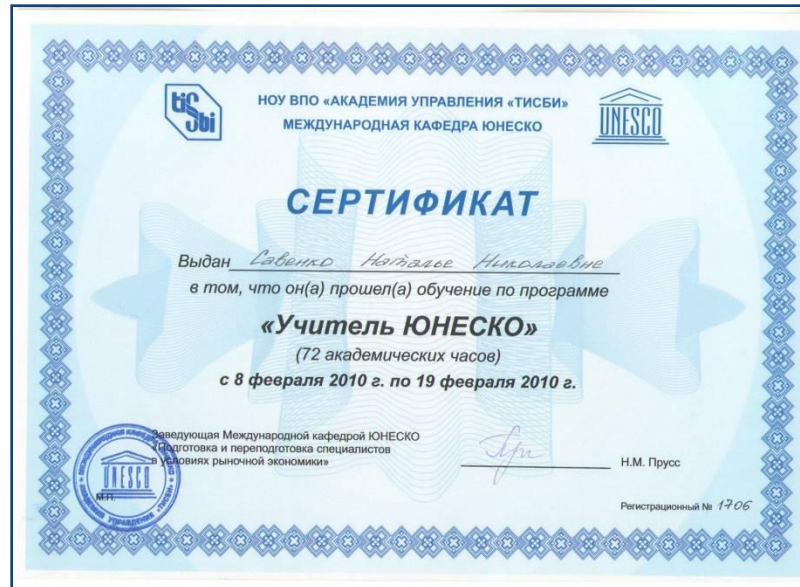 tisbi
НОУ ВПО «АКАДЕМИЯ УПРАВЛЕНИЯ «ТИСБИ»
МЕЖДУНАРОДНАЯ КАФЕДРА ЮНЕСКО
UNESCO
СЕРТИФИКАТ
Выдан Савенко Наталье Николаевне
в том, что он(а) прошел(а) обучение по программе
«Учитель ЮНЕСКО»
(72 академических часов)
с 8 февраля 2010 г. по 19 февраля 2010 г.
Заведующая Международной кафедрой ЮНЕСКО
«Подготовка и переподготовка специалистов
в условиях рыночной экономики»
Н.М. Прусс
UNESCO
М.П.
Регистрационный № 1706